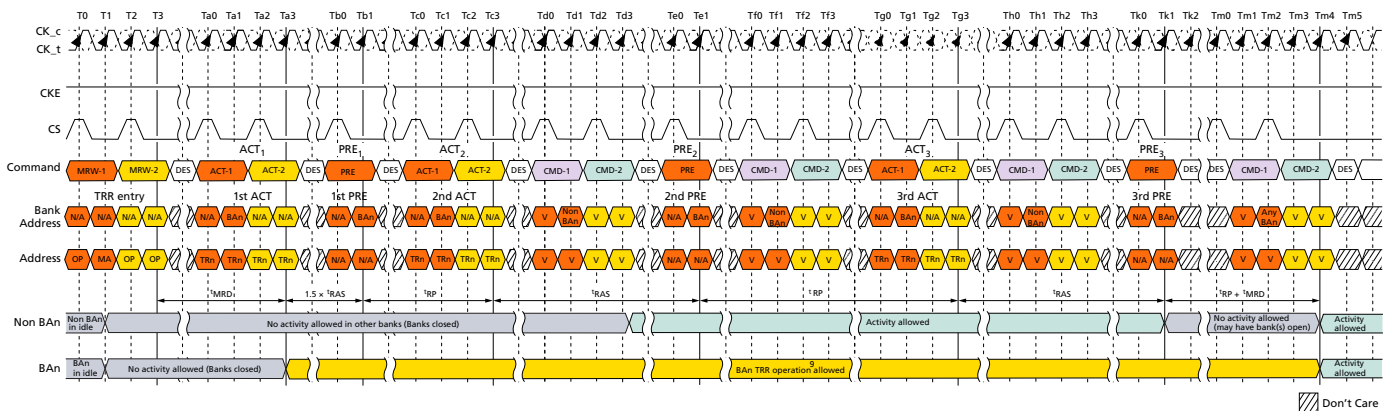 T0 T1 T2 T3 Ta0 Ta1 Ta2 Ta3 Tb0 Tb1 Tc0 Tc1 Tc2 Tc3 Td0 Td1 Td2 Td3 Te0 Te1 Tf0 Tf1 Tf2 Tf3 Tg0 Tg1 Tg2 Tg3 Th0 Th1 Th2 Th3 Tk0 Tk1 Tk2 Tm0 Tm1 Tm2 Tm3 Tm4 Tm5
CK_c
CK_t
CKE
CS
ACT1 PRE1 ACT2 PRE2 ACT3 PRE3
Command MRW-1 MRW-2 DES ACT-1 ACT-2 DES PRE DES ACT-1 ACT-2 DES CMD-1 CMD-2 DES PRE DES CMD-1 CMD-2 DES ACT-1 ACT-2 DES CMD-1 CMD-2 DES PRE DES DES CMD-1 CMD-2 DES
TRR entry 1st ACT 1st PRE 2nd ACT 2nd PRE 3rd ACT 3rd PRE
Bank Address N/A N/A N/A N/A N/A BAn N/A N/A N/A BAn N/A BAn N/A N/A V Non BAn V V N/A BAn V Non BAn V V N/A BAn N/A N/A V Non BAn V V N/A BAn V Any BAn V V
Address OP MA OP OP TRn TRn TRn TRn N/A N/A TRn TRn TRn TRn V V V V N/A N/A V V V V TRn TRn TRn TRn V V V V N/A N/A V V V V
tMRD 1.5 × tRAS tRP tRAS tRP tRAS tRP + tMRD
Non BAn Non BAn in idle No activity allowed in other banks (Banks closed) Activity allowed No activity allowed (may have bank(s) open) Activity allowed
BAn BAn in idle No activity allowed (Banks closed) BAn TRR operation allowed 9 Activity allowed
Don't Care